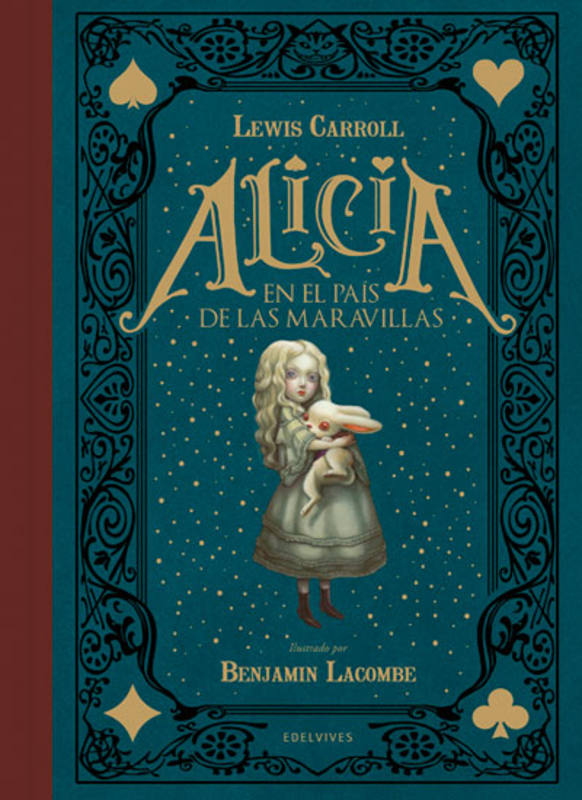 LEWIS CARROLL
ALICIA
EN EL PAÍS
DE LAS MARAVILLAS
Ilustrado por
BENJAMIN LACOMBE
EDELVIVES